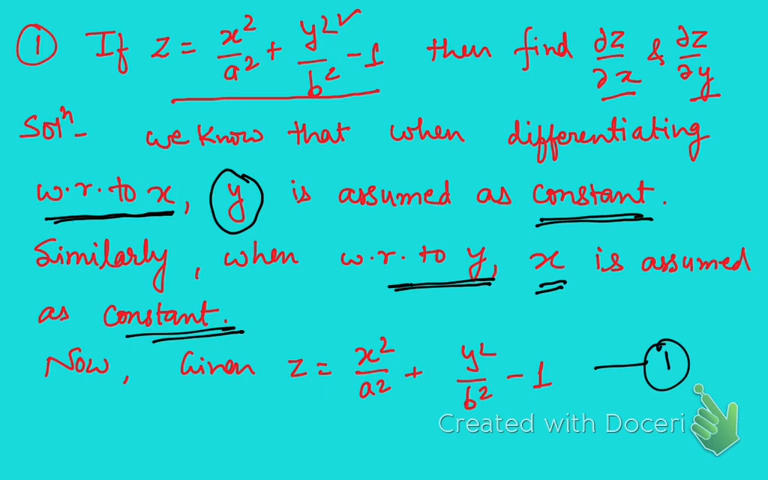 ① If z = x²/a² + y²/b² - 1 then find ∂z/∂x & ∂z/∂y
Solⁿ- we know that when differentiating
w.r.to x, y is assumed as constant.
Similarly, when w.r.to y, x is assumed
as constant.
Now, Given z = x²/a² + y²/b² - 1 — ①
Created with Doceri